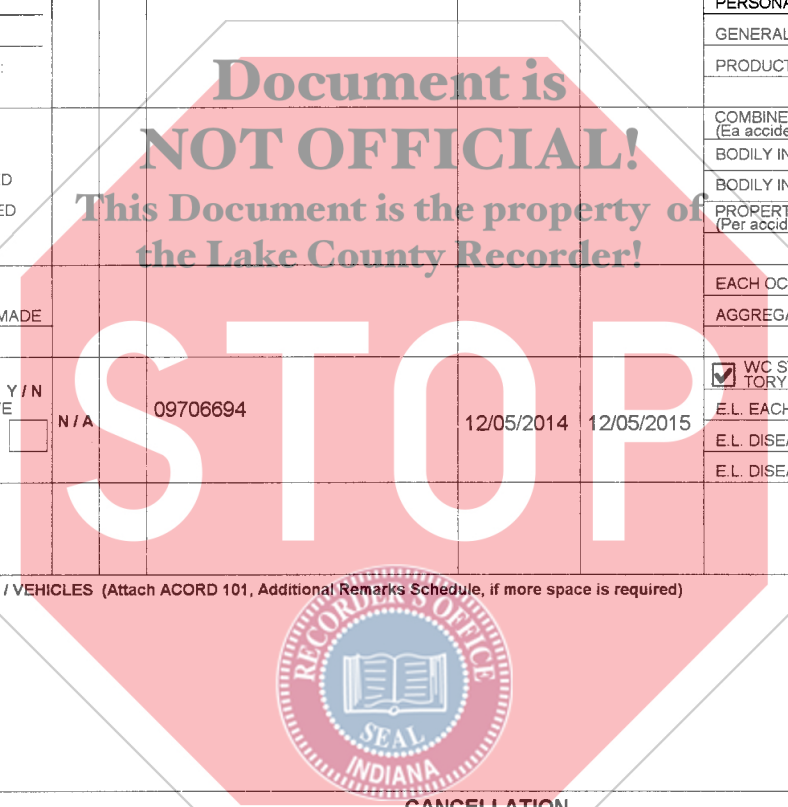 PERSONA
GENERAL
:
PRODUCT
Document is
NOT OFFICIAL!
This Document is the property of
the Lake County Recorder!
COMBINE
(Ea accide
BODILY IN
D
BODILY IN
ED
PROPERT
(Per accid
EACH OC
MADE
AGGREGA
STOP
Y / N
N / A
09706694
12/05/2014
12/05/2015
WC S
TORY
E.L. EACH
E.L. DISEA
E.L. DISEA
/ VEHICLES (Attach ACORD 101, Additional Remarks Schedule, if more space is required)
RECORDER'S OFFICE
SEAL
INDIANA
CANCELLATION